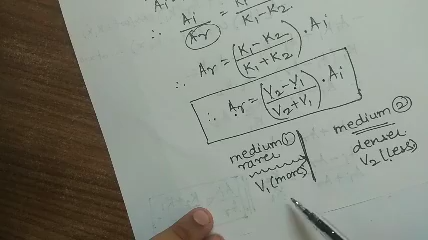 ∴ Ai/Ar = K1+K2/K1-K2
∴ Ar = (K1-K2/K1+K2) . Ai
∴ Ar = (V2-V1/V2+V1) . Ai
medium ①
rarer
V1 (more)
medium ②
denser
V2 (less)